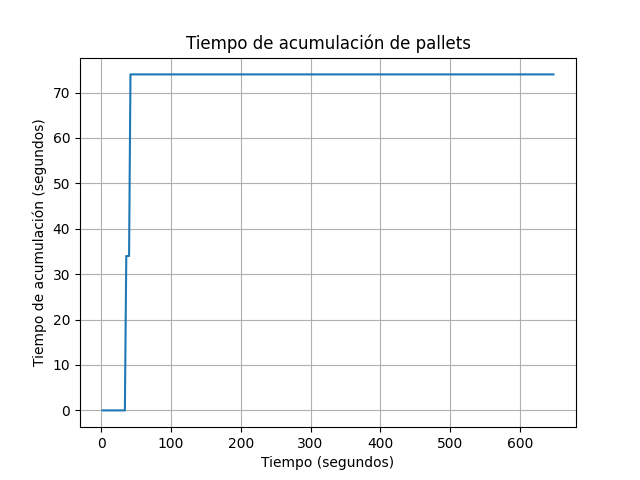 Tiempo de acumulación de pallets
Tiempo de acumulación (segundos)
70
60
50
40
30
20
10
0
0 100 200 300 400 500 600
Tiempo (segundos)